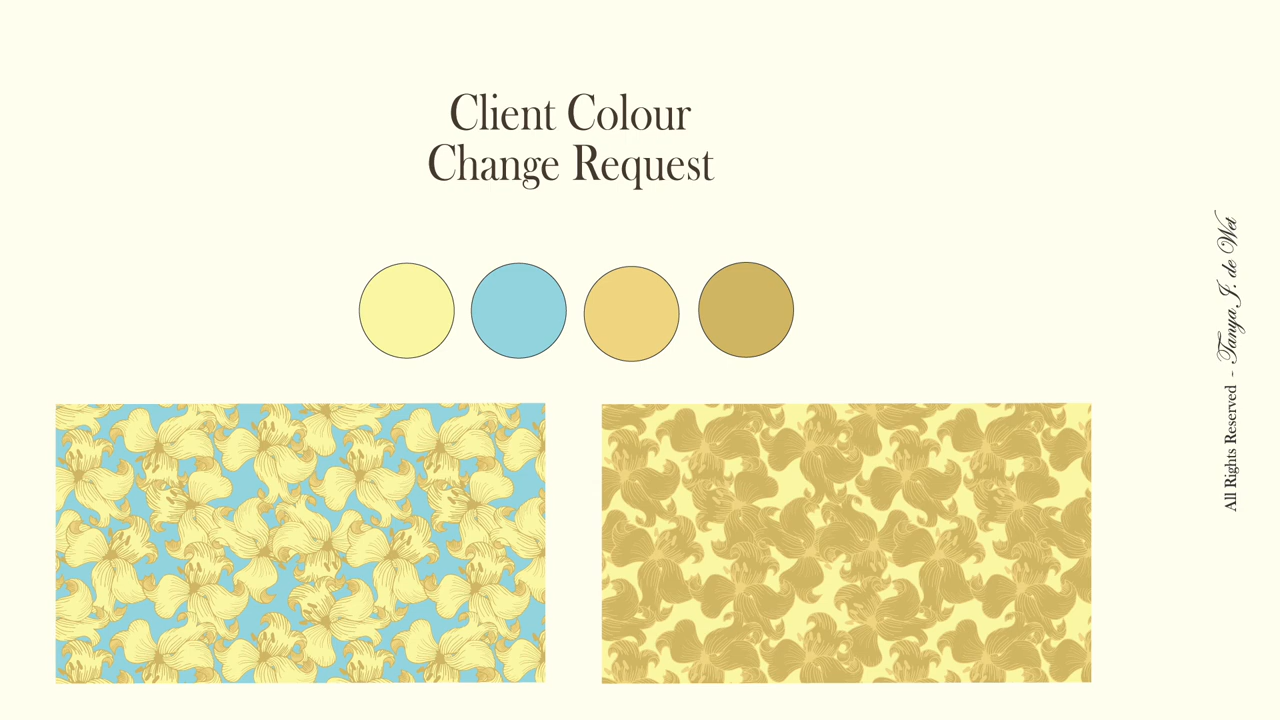 Client Colour
Change Request
All Rights Reserved - Tanya J. de Wet